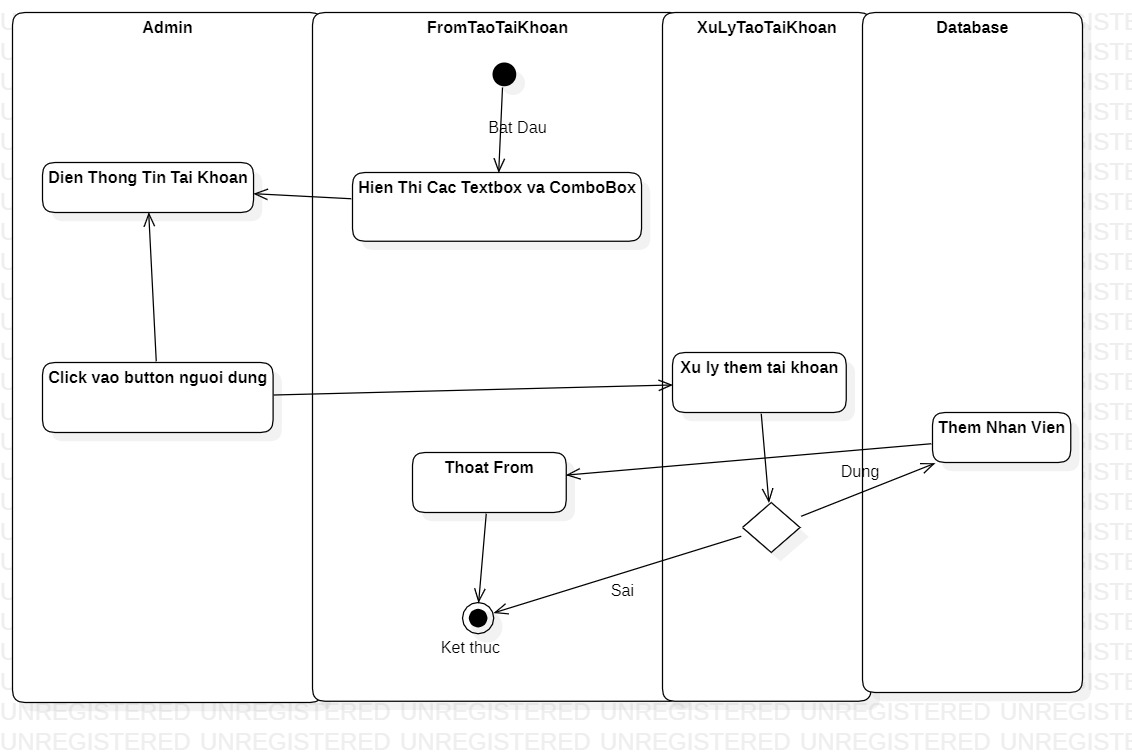 Admin
FromTaoTaiKhoan
XuLyTaoTaiKhoan
Database
Bat Dau
Dien Thong Tin Tai Khoan
Hien Thi Cac Textbox va ComboBox
Click vao button nguoi dung
Xu ly them tai khoan
Them Nhan Vien
Thoat From
Dung
Sai
Ket thuc
UNREGISTERED UNREGISTERED UNREGISTERED UNREGISTERED UNREGISTERED UNREGISTE
UNREGISTERED UNREGISTERED UNREGISTERED UNREGISTERED UNREGISTERED UNREGISTE